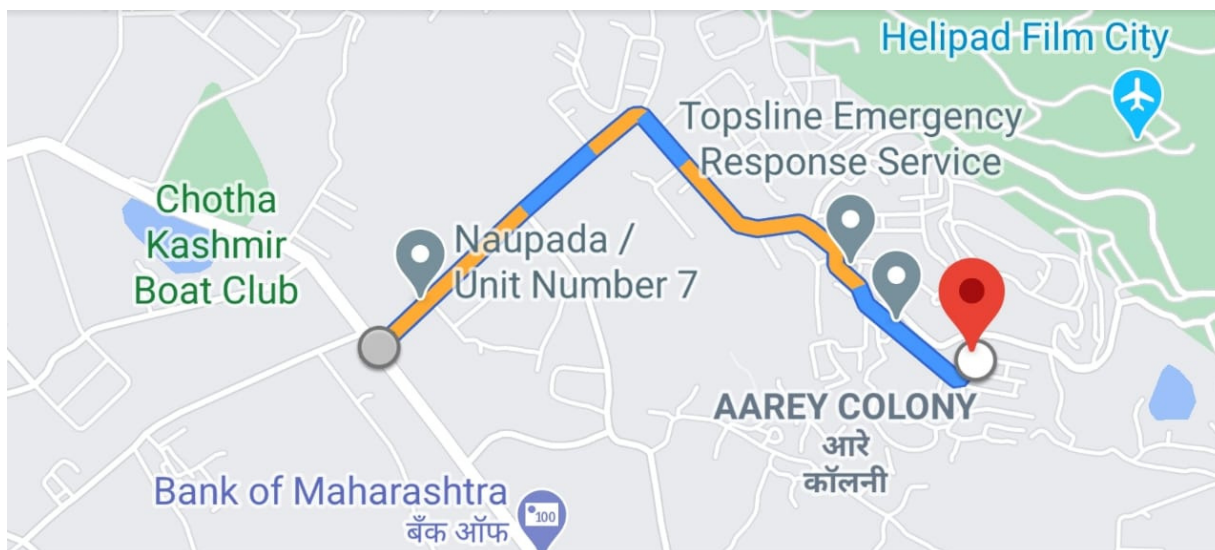 Helipad Film City
Topsline Emergency
Response Service
Chotha
Kashmir
Boat Club
Naupada /
Unit Number 7
AAREY COLONY
आरे
कॉलनी
Bank of Maharashtra
बँक ऑफ
100